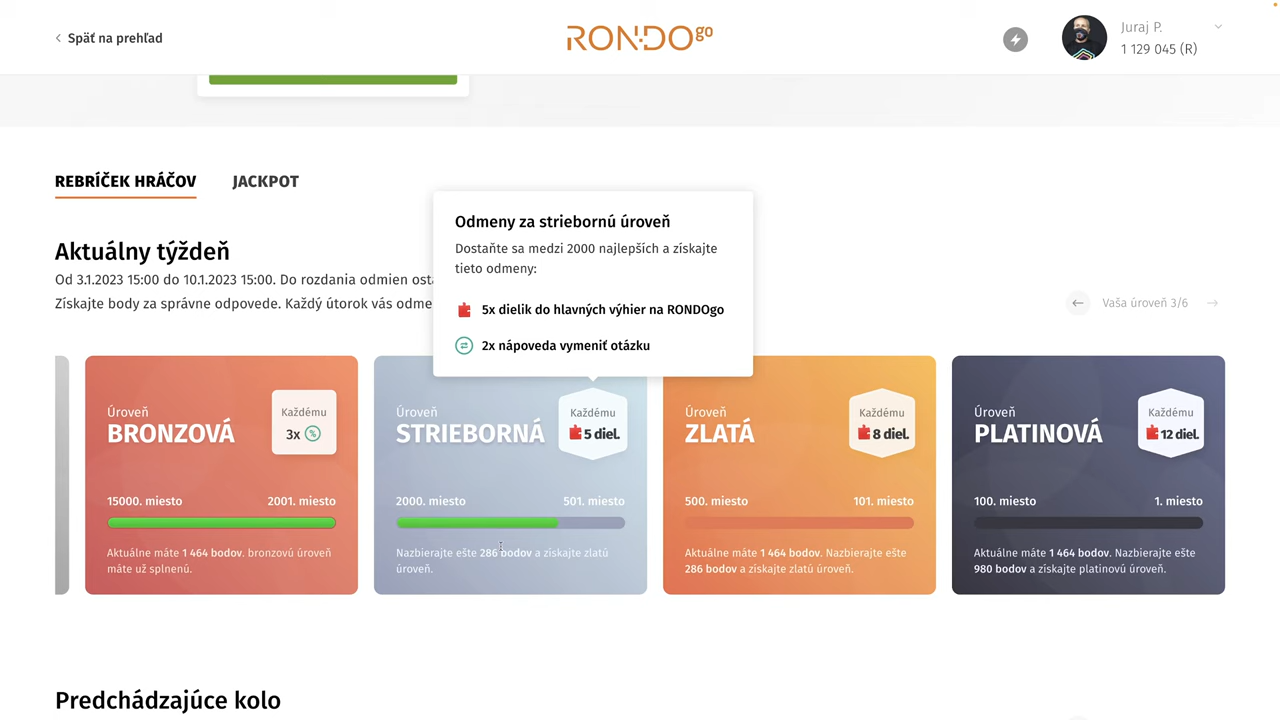 Späť na prehľad
RONDOgo
Juraj P.
1 129 045 (R)
REBRÍČEK HRÁČOV
JACKPOT
Aktuálny týždeň
Od 3.1.2023 15:00 do 10.1.2023 15:00. Do rozdania odmien
Získajte body za správne odpovede. Každý útorok vás
Odmeny za striebornú úroveň
Dostaňte sa medzi 2000 najlepších a získajte
tieto odmeny:
5x dielik do hlavných výhier na RONDOgo
2x nápoveda vymeniť otázku
Vaša úroveň 3/6
Úroveň
BRONZOVÁ
Každému
3x %
15000. miesto
2001. miesto
Aktuálne máte 1 464 bodov. bronzovú úroveň
máte už splnenú.
Úroveň
STRIEBORNÁ
Každému
5 diel.
2000. miesto
501. miesto
Nazbierajte ešte 286 bodov a získajte zlatú
úroveň.
Úroveň
ZLATÁ
Každému
8 diel.
500. miesto
101. miesto
Aktuálne máte 1 464 bodov. Nazbierajte ešte
286 bodov a získajte zlatú úroveň.
Úroveň
PLATINOVÁ
Každému
12 diel.
100. miesto
1. miesto
Aktuálne máte 1 464 bodov. Nazbierajte ešte
980 bodov a získajte platinovú úroveň.
Predchádzajúce kolo